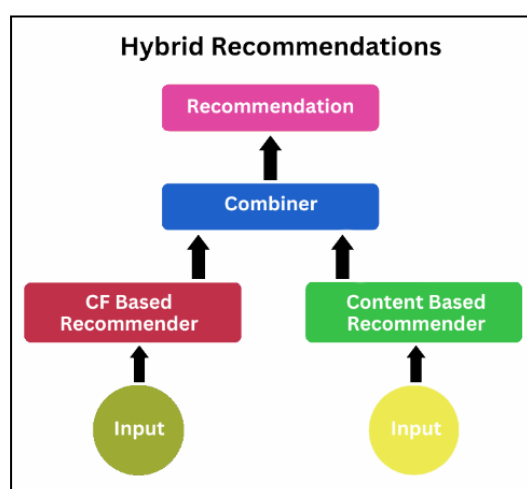 Hybrid Recommendations
Recommendation
Combiner
CF Based
Recommender
Content Based
Recommender
Input
Input